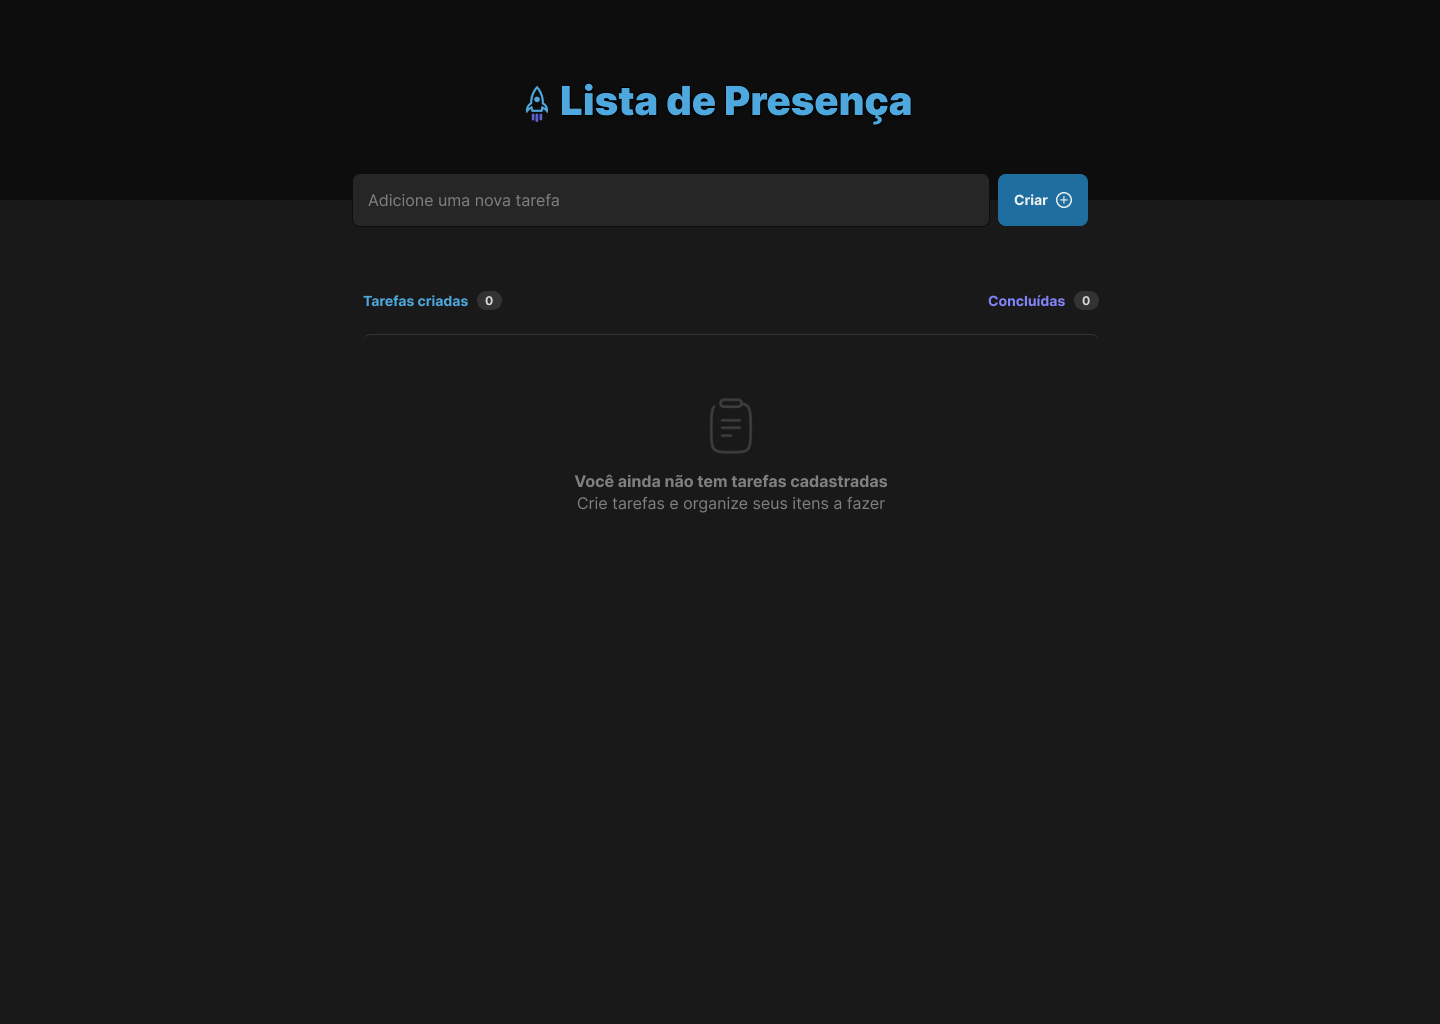 Lista de Presença
Adicione uma nova tarefa
Criar
Tarefas criadas 0
Concluídas 0
Você ainda não tem tarefas cadastradas
Crie tarefas e organize seus itens a fazer